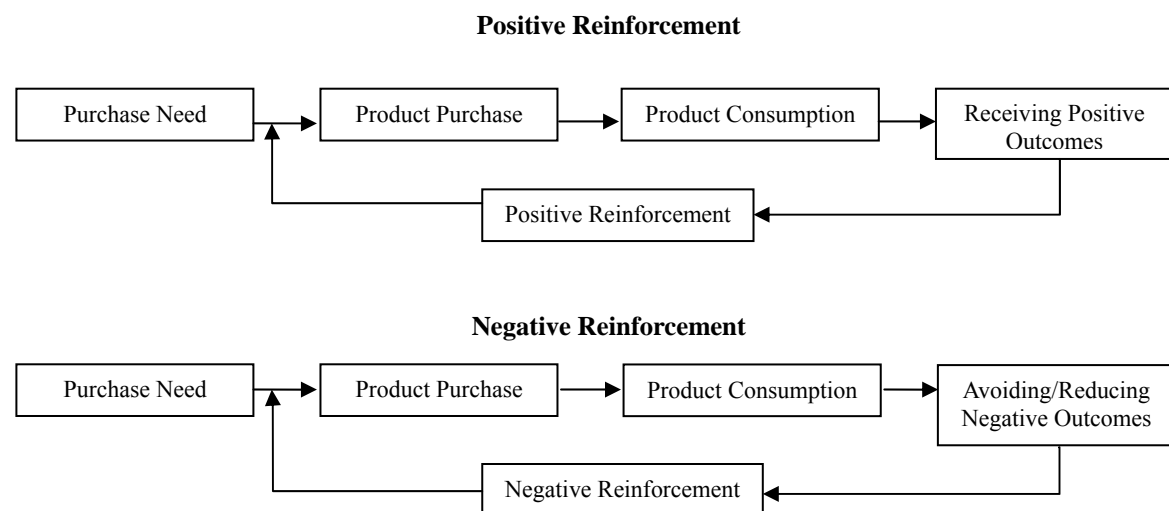 Positive Reinforcement
Purchase Need
Product Purchase
Product Consumption
Receiving Positive
Outcomes
Positive Reinforcement
Negative Reinforcement
Purchase Need
Product Purchase
Product Consumption
Avoiding/Reducing
Negative Outcomes
Negative Reinforcement